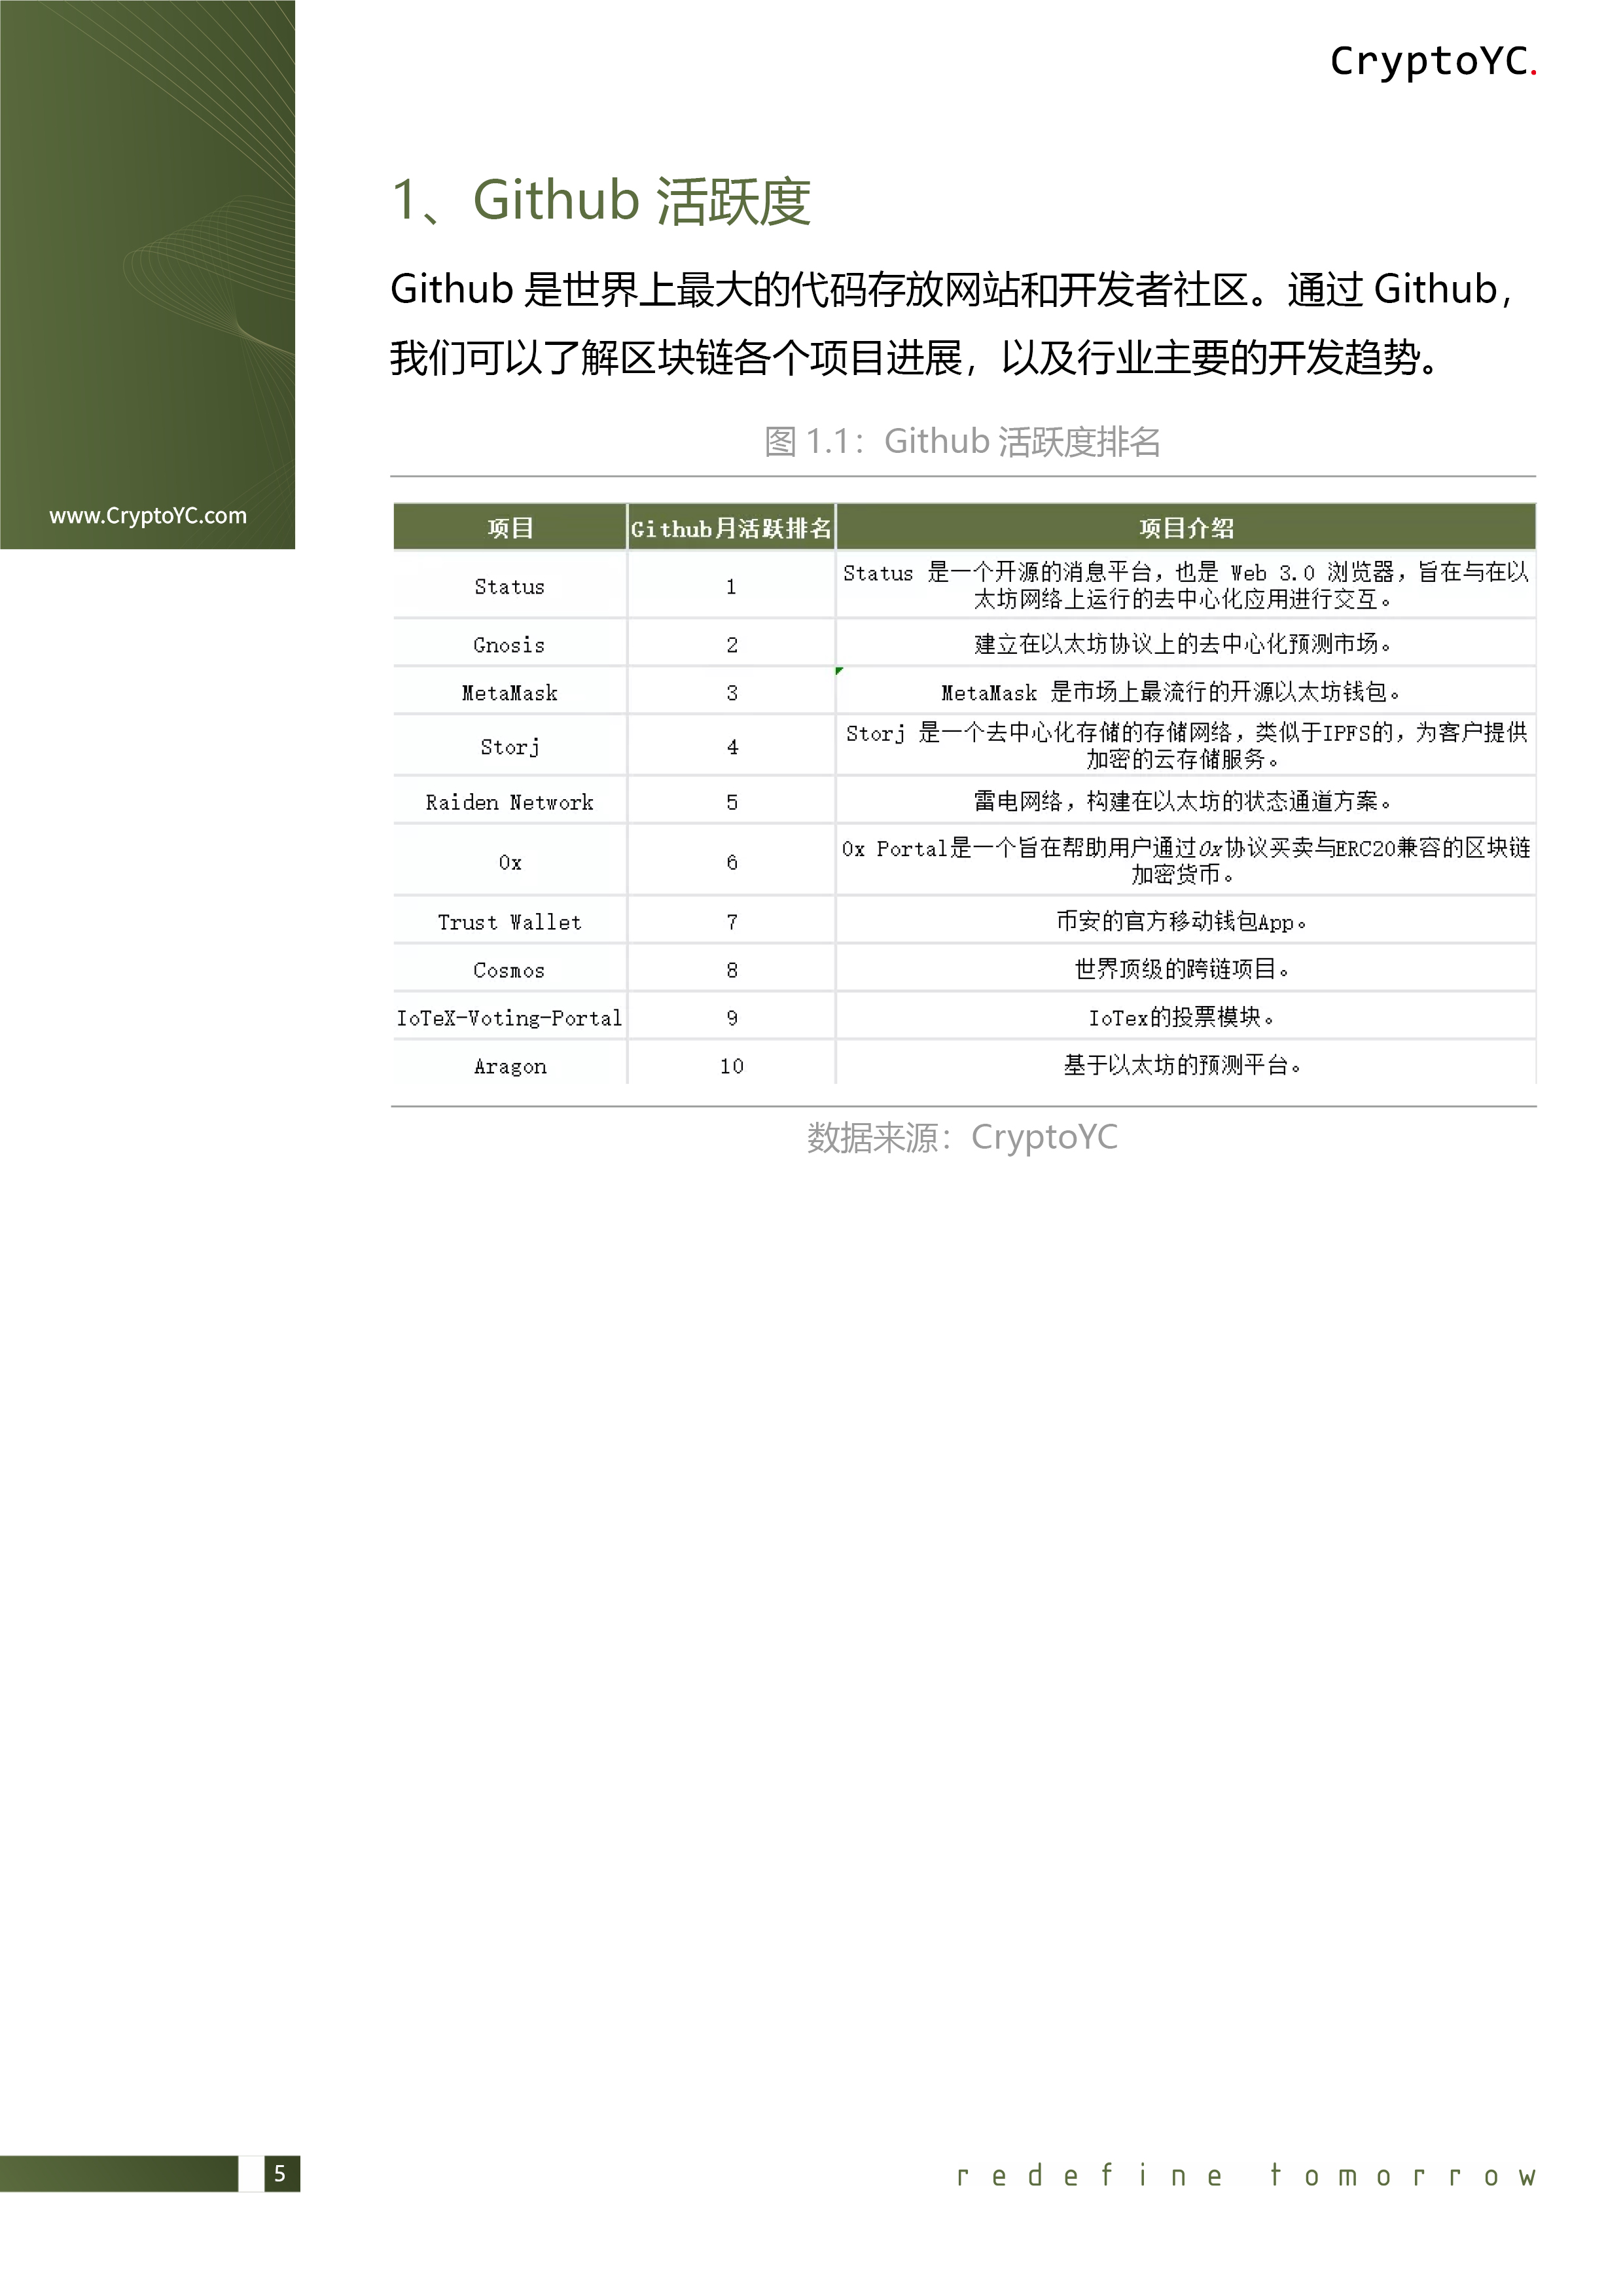 CryptoYC.
www.CryptoYC.com
1、Github 活跃度
Github 是世界上最大的代码存放网站和开发者社区。通过 Github，
我们可以了解区块链各个项目进展，以及行业主要的开发趋势。
图 1.1：Github 活跃度排名
项目 Github月活跃排名 项目介绍
Status 1 Status 是一个开源的消息平台，也是 Web 3.0 浏览器，旨在与在以
太坊网络上运行的去中心化应用进行交互。
Gnosis 2 建立在以太坊协议上的去中心化预测市场。
MetaMask 3 MetaMask 是市场上最流行的开源以太坊钱包。
Storj 4 Storj 是一个去中心化存储的存储网络，类似于IPFS的，为客户提供
加密的云存储服务。
Raiden Network 5 雷电网络，构建在以太坊的状态通道方案。
0x 6 0x Portal是一个旨在帮助用户通过0x协议买卖与ERC20兼容的区块链
加密货币。
Trust Wallet 7 币安的官方移动钱包App。
Cosmos 8 世界顶级的跨链项目。
IoTeX-Voting-Portal 9 IoTex的投票模块。
Aragon 10 基于以太坊的预测平台。
数据来源：CryptoYC
5
redefine tomorrow